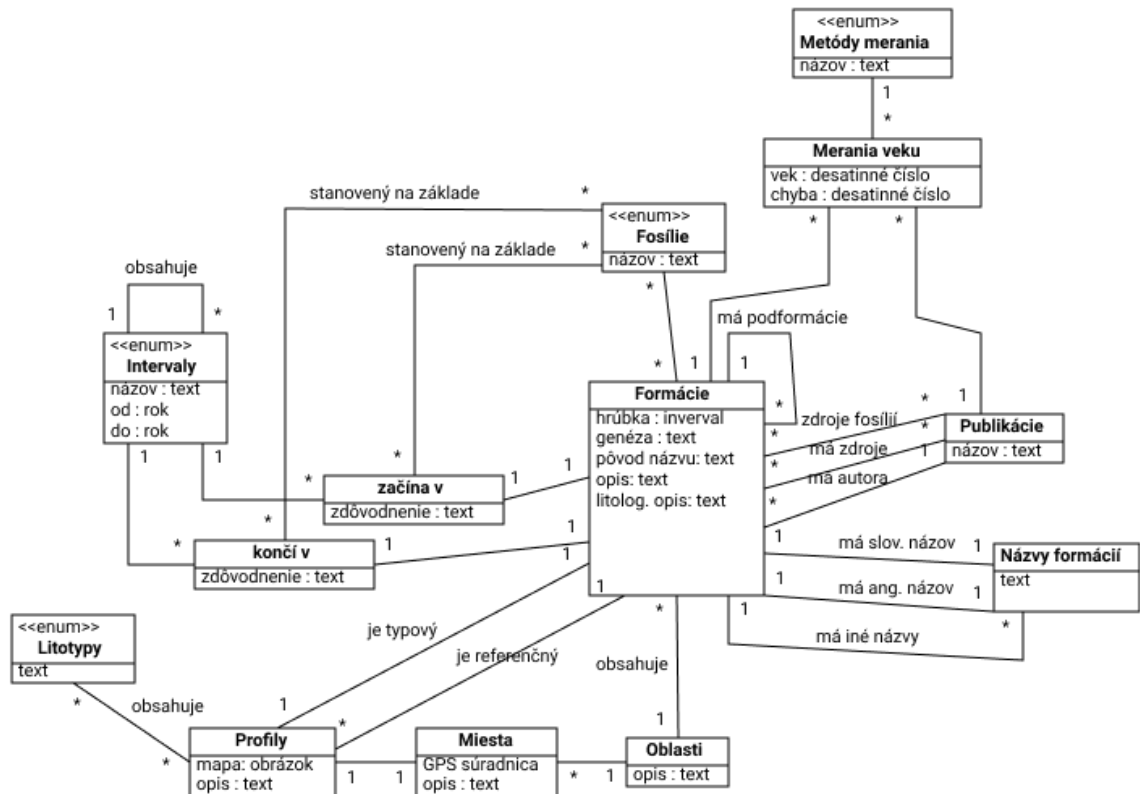 <<enum>>
Metódy merania
názov : text
1
*
Merania veku
vek : desatinné číslo
chyba : desatinné číslo
*
*
stanovený na základe
*
<<enum>>
Fosílie
názov : text
stanovený na základe
*
*
obsahuje
1
*
<<enum>>
Intervaly
názov : text
od : rok
do : rok
1
1
má podformácie
1
1
*
*
Formácie
hrúbka : inverval
genéza : text
pôvod názvu: text
opis: text
litolog. opis: text
zdroje fosílií
*
*
1
Publikácie
názov : text
má zdroje
*
*
má autora
*
1
*
*
začína v
zdôvodnenie : text
1
1
*
*
končí v
zdôvodnenie : text
1
1
má slov. názov
1
1
Názvy formácií
text
má ang. názov
1
1
má iné názvy
1
*
<<enum>>
Litotypy
text
*
obsahuje
*
je typový
1
1
je referenčný
1
*
obsahuje
*
1
Profily
mapa: obrázok
opis : text
1
1
Miesta
GPS súradnica
opis : text
*
1
Oblasti
opis : text